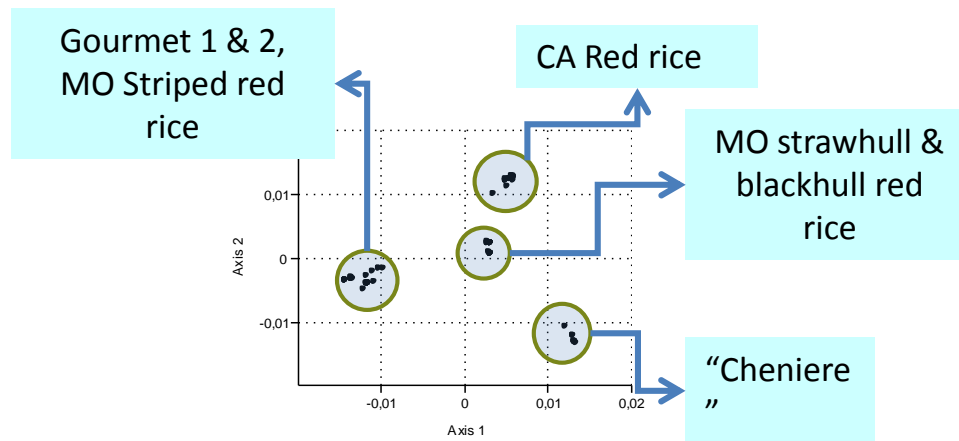 Gourmet 1 & 2,
MO Striped red
rice
CA Red rice
MO strawhull &
blackhull red
rice
“Cheniere
”
Axis 2
0,01
0
-0,01
-0,01
0
0,01
0,02
Axis 1